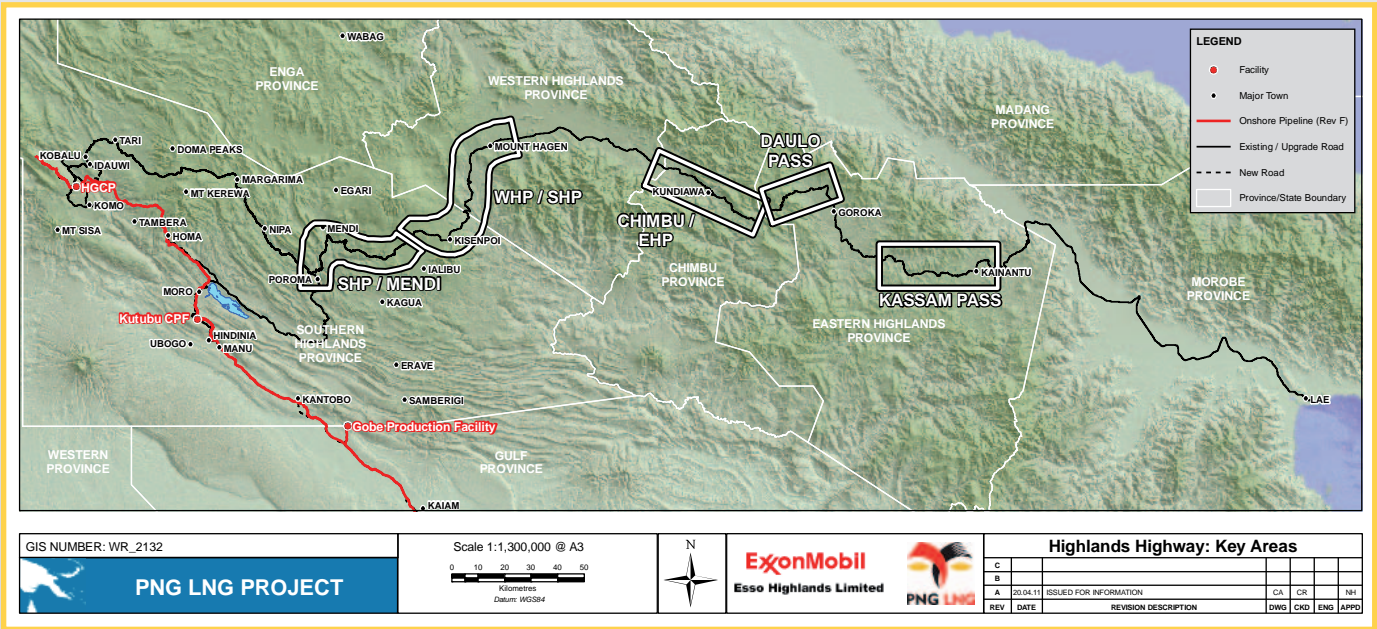 WABAG
ENGA
PROVINCE
WESTERN HIGHLANDS
PROVINCE
MADANG
PROVINCE
LEGEND
Facility
Major Town
Onshore Pipeline (Rev F)
Existing / Upgrade Road
New Road
Province/State Boundary
TARI
DOMA PEAKS
KOBALU
IDAUWI
HGCP
MARGARIMA
MT KEREWA
EGARI
KOMO
TAMBERA
MT SISA
HOMA
NIPA
MENDI
MOUNT HAGEN
WHP / SHP
KISENPOI
DAULO
PASS
KUNDIAWA
CHIMBU /
EHP
GOROKA
POROMA
SHP / MENDI
IALIBU
CHIMBU
PROVINCE
KAINANTU
KASSAM PASS
MORO
KAGUA
MOROBE
PROVINCE
Kutubu CPF
SOUTHERN
HIGHLANDS
PROVINCE
EASTERN HIGHLANDS
PROVINCE
HINDINIA
UBOGO
MANU
ERAVE
KANTOBO
SAMBERIGI
LAE
Gobe Production Facility
WESTERN
PROVINCE
GULF
PROVINCE
KAIAM
GIS NUMBER: WR_2132
PNG LNG PROJECT
Scale 1:1,300,000 @ A3
0 10 20 30 40 50
Kilometres
Datum: WGS84
N
ExxonMobil
Esso Highlands Limited
PNG LNG
Highlands Highway: Key Areas
C
B
A 20.04.11 ISSUED FOR INFORMATION CA CR NH
REV DATE REVISION DESCRIPTION DWG CKD ENG APPD